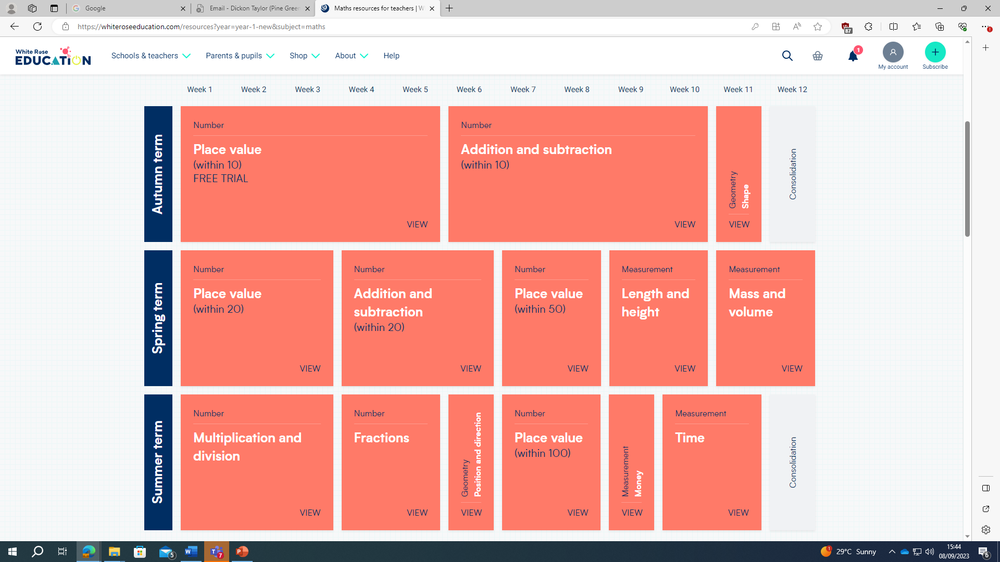 Google
Email - Dickon Taylor (Pine Green
Maths resources for teachers | W
https://whiteroseeducation.com/resources?year=year-1-new&subject=maths
87
White Rose
EDUCATION
Schools & teachers
Parents & pupils
Shop
About
Help
1
My account
Subscribe
Week 1
Week 2
Week 3
Week 4
Week 5
Week 6
Week 7
Week 8
Week 9
Week 10
Week 11
Week 12
Autumn term
Number
Place value
(within 10)
FREE TRIAL
VIEW
Number
Addition and subtraction
(within 10)
VIEW
Geometry
Shape
VIEW
Consolidation
Spring term
Number
Place value
(within 20)
VIEW
Number
Addition and
subtraction
(within 20)
VIEW
Number
Place value
(within 50)
VIEW
Measurement
Length and
height
VIEW
Measurement
Mass and
volume
VIEW
Summer term
Number
Multiplication and
division
VIEW
Number
Fractions
VIEW
Geometry
Position and direction
VIEW
Number
Place value
(within 100)
VIEW
Measurement
Money
VIEW
Measurement
Time
VIEW
Consolidation
5
7
1
29°C Sunny
15:44
08/09/2023
6